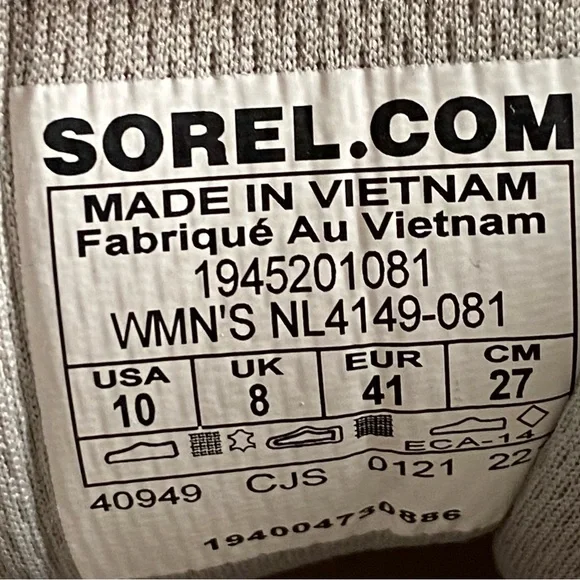 SOREL.COM
MADE IN VIETNAM
Fabriqué Au Vietnam
1945201081
WMN'S NL4149-081
USA UK EUR CM
10 8 41 27
ECA-14
40949 CJS 0121 22
194004730886